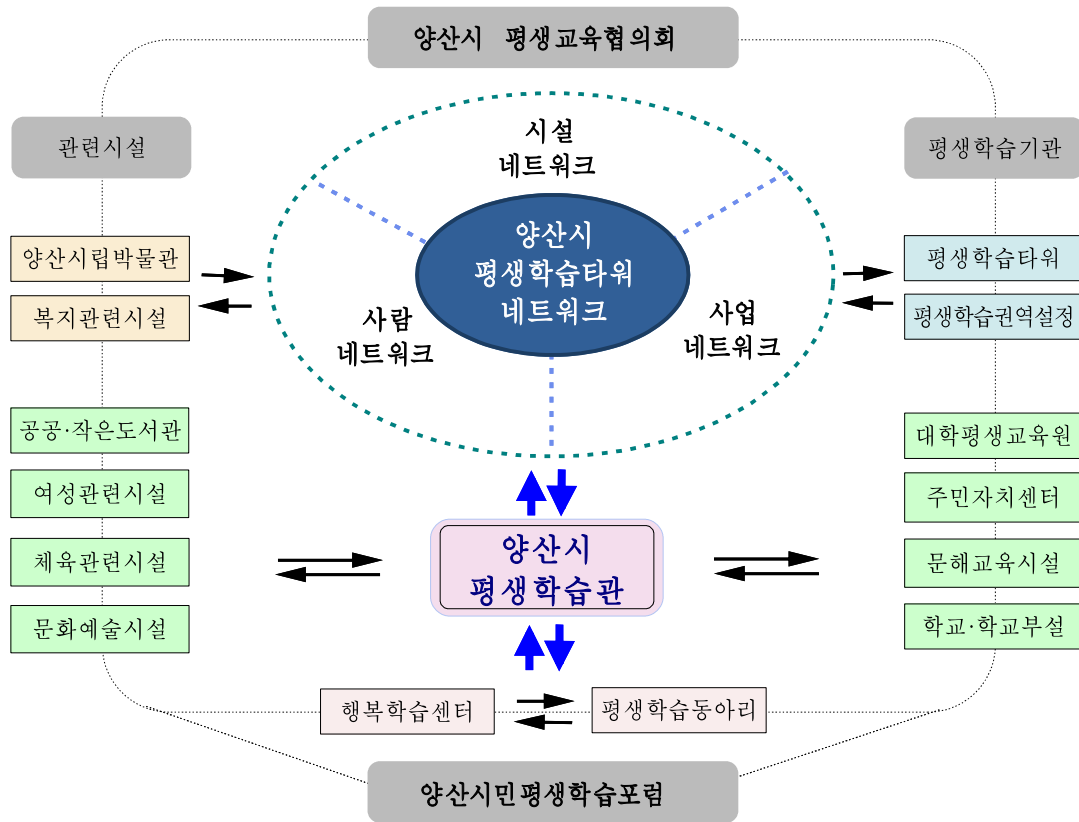 양산시 평생교육협의회
관련시설
평생학습기관
시설
네트워크
양산시
평생학습타워
네트워크
사람
네트워크
사업
네트워크
양산시립박물관
복지관련시설
평생학습타워
평생학습권역설정
공공·작은도서관
여성관련시설
체육관련시설
문화예술시설
대학평생교육원
주민자치센터
문해교육시설
학교·학교부설
양산시
평생학습관
행복학습센터
평생학습동아리
양산시민평생학습포럼